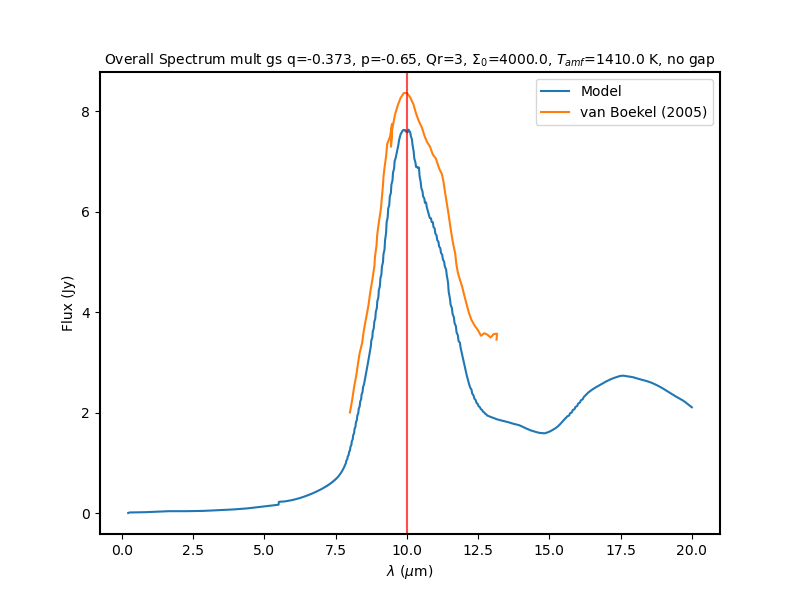 Overall Spectrum mult gs q=-0.373, p=-0.65, Qr=3, Σ₀=4000.0, T_amf=1410.0 K, no gap
Model
van Boekel (2005)
8
6
4
2
0
Flux (Jy)
0.0 2.5 5.0 7.5 10.0 12.5 15.0 17.5 20.0
λ (μm)